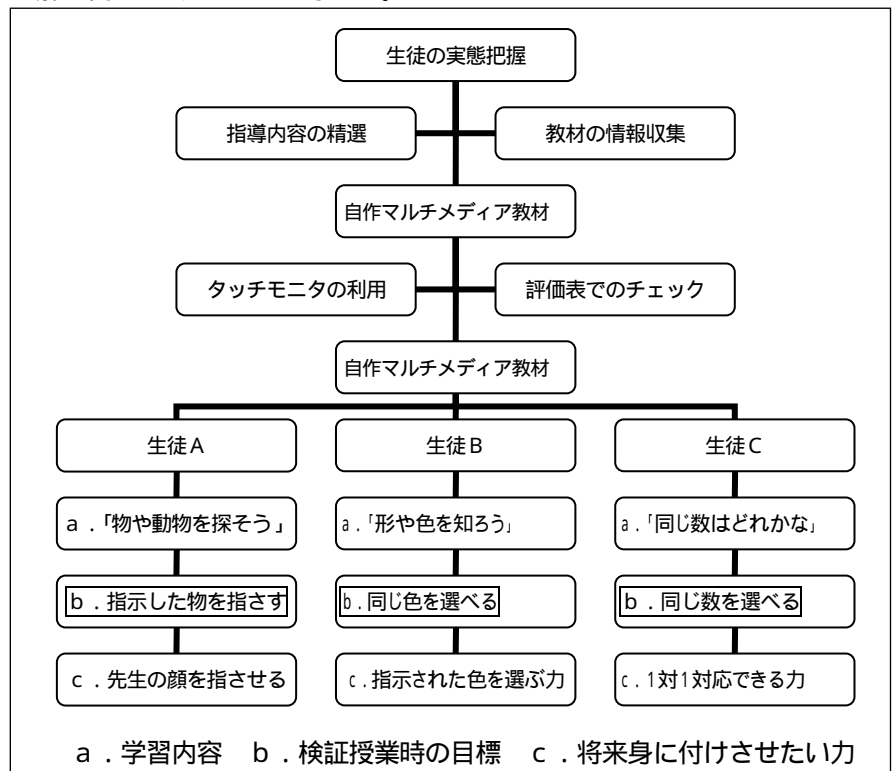 生徒の実態把握
指導内容の精選
教材の情報収集
自作マルチメディア教材
タッチモニタの利用
評価表でのチェック
自作マルチメディア教材
生徒A
生徒B
生徒C
a．「物や動物を探そう」
a．「形や色を知ろう」
a．「同じ数はどれかな」
b．指示した物を指さす
b．同じ色を選べる
b．同じ数を選べる
c．先生の顔を指させる
c．指示された色を選ぶ力
c．1対1対応できる力
a．学習内容　b．検証授業時の目標　c．将来身に付けさせたい力